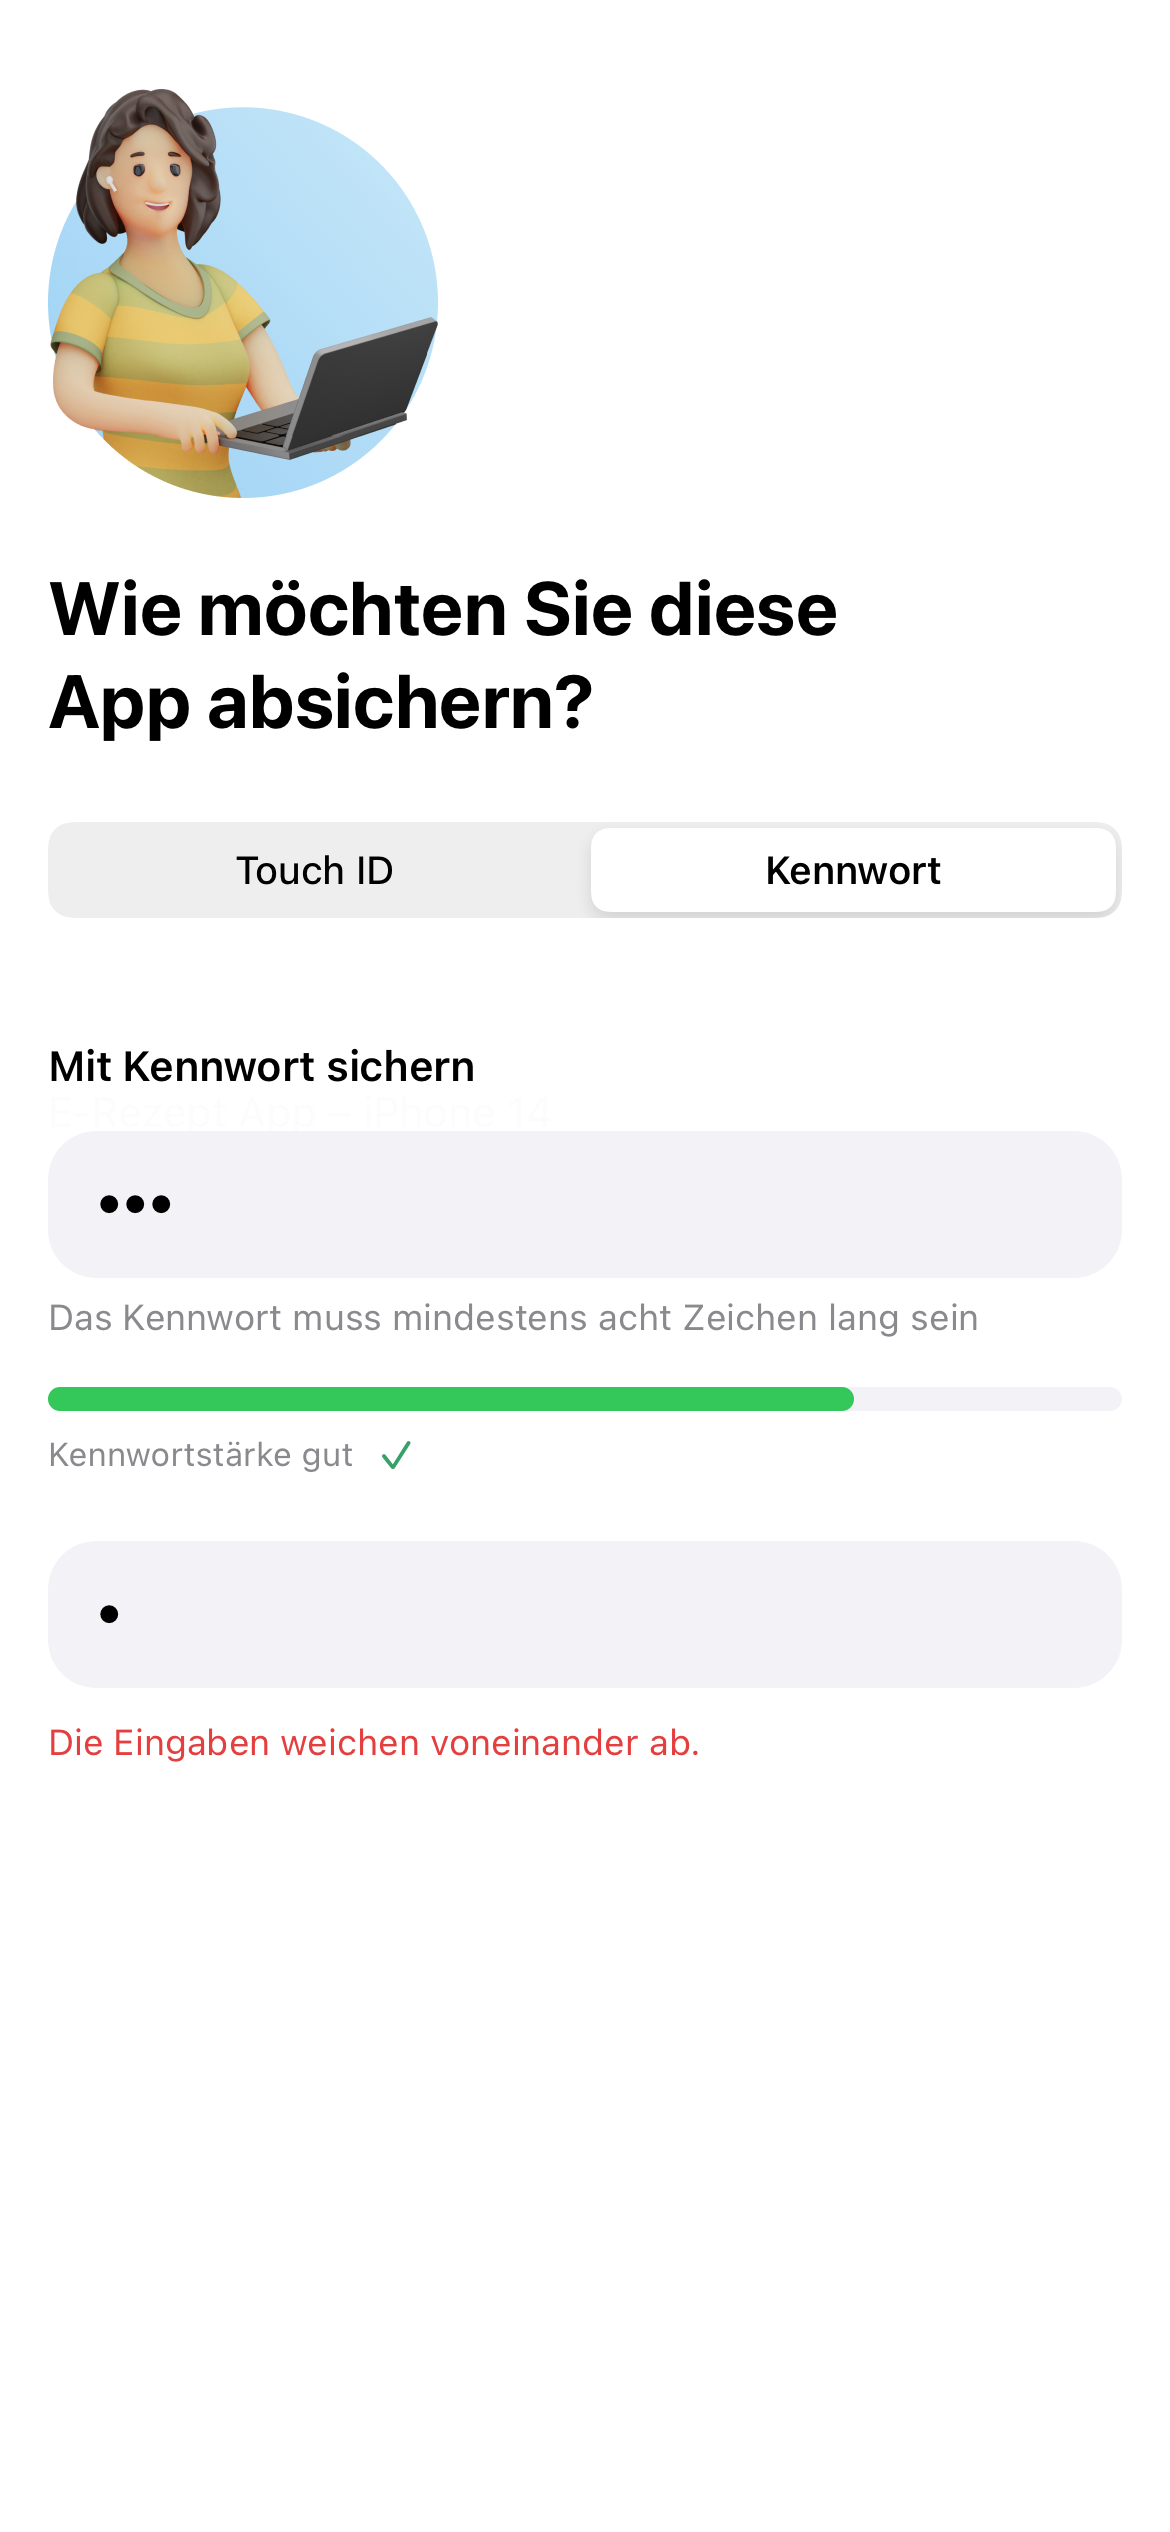 Wie möchten Sie diese
App absichern?
Touch ID
Kennwort
Mit Kennwort sichern
E-Rezept App – iPhone 14
Das Kennwort muss mindestens acht Zeichen lang sein
Kennwortstärke gut
Die Eingaben weichen voneinander ab.